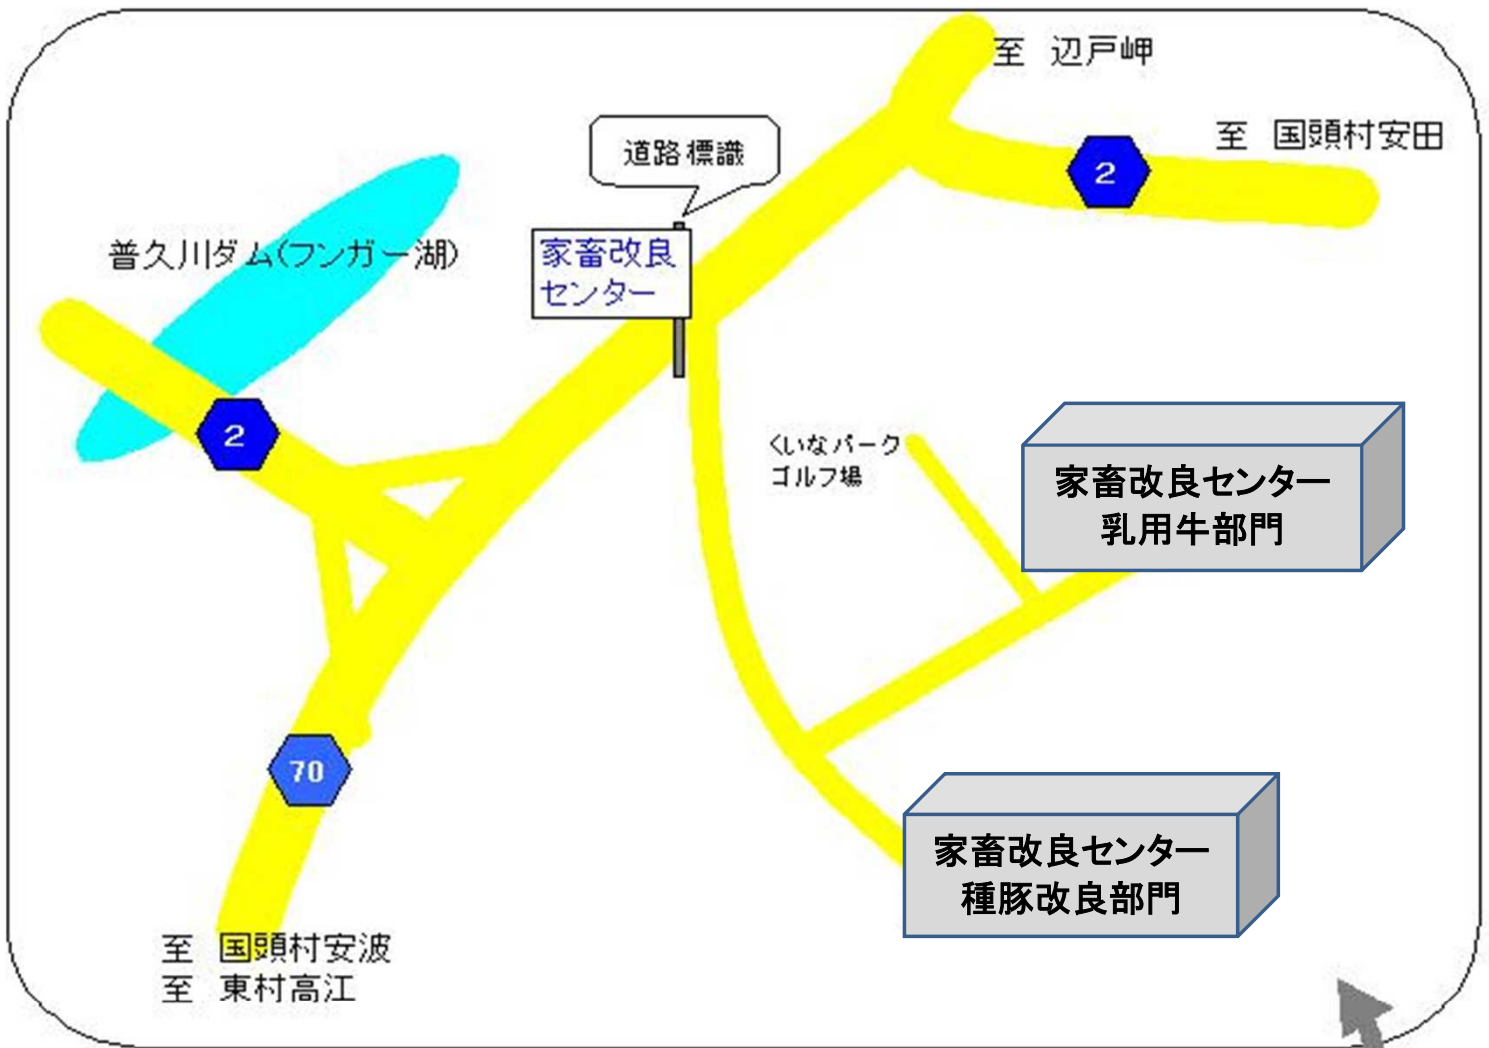 至 辺戸岬
至 国頭村安田
道路標識
2
普久川ダム(フンガー湖)
家畜改良
センター
2
くいなパーク
ゴルフ場
家畜改良センター
乳用牛部門
70
家畜改良センター
種豚改良部門
至 国頭村安波
至 東村高江